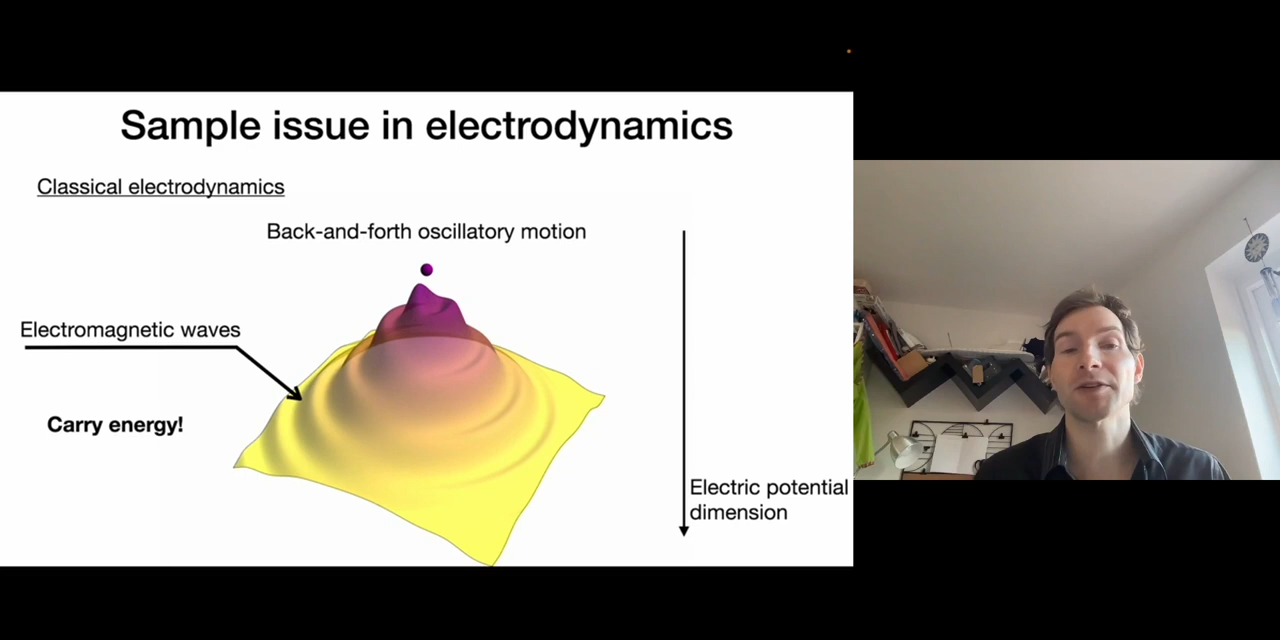 Sample issue in electrodynamics
Classical electrodynamics
Back-and-forth oscillatory motion
Electromagnetic waves
Carry energy!
Electric potential
dimension